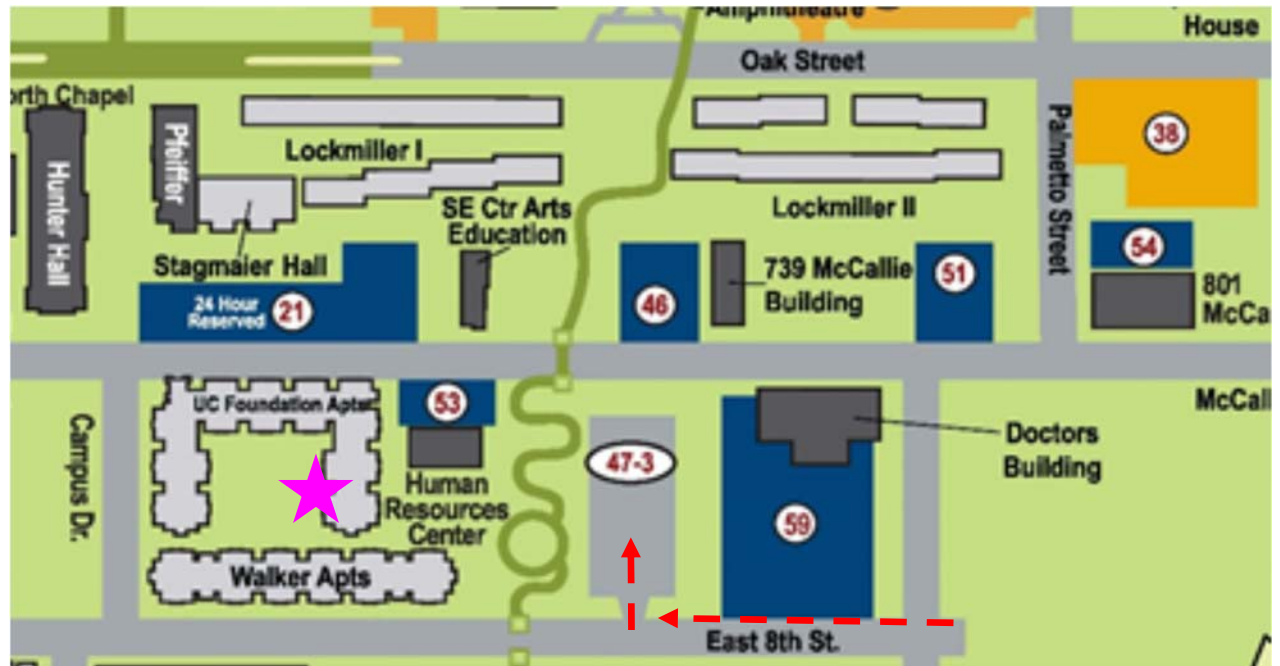 Amphitheatre
House
Oak Street
orth Chapel
Pfeiffer
Hunter Hall
Lockmiller I
SE Ctr Arts
Education
Stagmaier Hall
24 Hour
Reserved
21
Lockmiller II
46
739 McCallie
Building
51
Palmetto Street
38
54
801
McCa
UC Foundation Apts
53
McCall
Campus Dr.
Human
Resources
Center
47-3
Doctors
Building
59
Walker Apts
East 8th St.